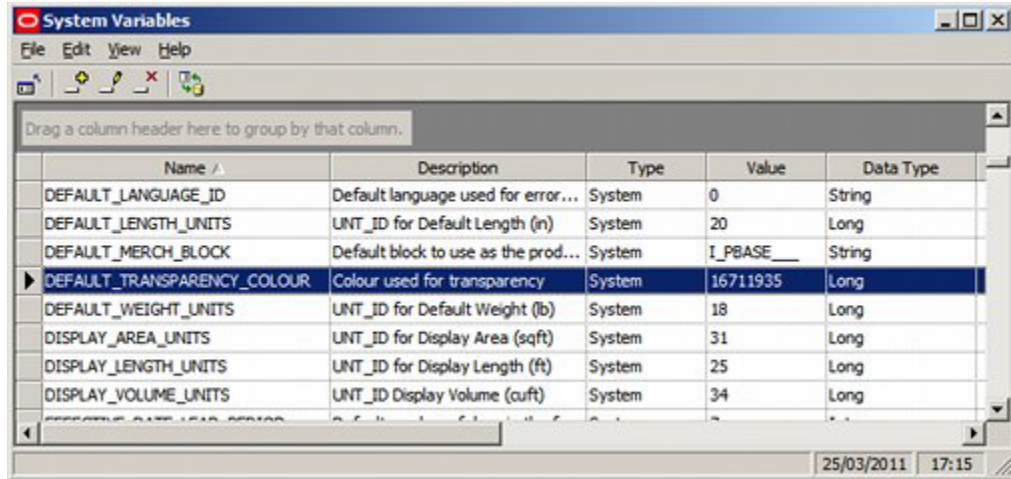 System Variables
File Edit View Help
Drag a column header here to group by that column.
Name Description Type Value Data Type
DEFAULT_LANGUAGE_ID Default language used for error... System 0 String
DEFAULT_LENGTH_UNITS UNT_ID for Default Length (in) System 20 Long
DEFAULT_MERCH_BLOCK Default block to use as the prod... System I_PBASE___ String
DEFAULT_TRANSPARENCY_COLOUR Colour used for transparency System 16711935 Long
DEFAULT_WEIGHT_UNITS UNT_ID for Default Weight (lb) System 18 Long
DISPLAY_AREA_UNITS UNT_ID for Display Area (sqft) System 31 Long
DISPLAY_LENGTH_UNITS UNT_ID for Display Length (ft) System 25 Long
DISPLAY_VOLUME_UNITS UNT_ID Display Volume (cuft) System 34 Long
25/03/2011 17:15